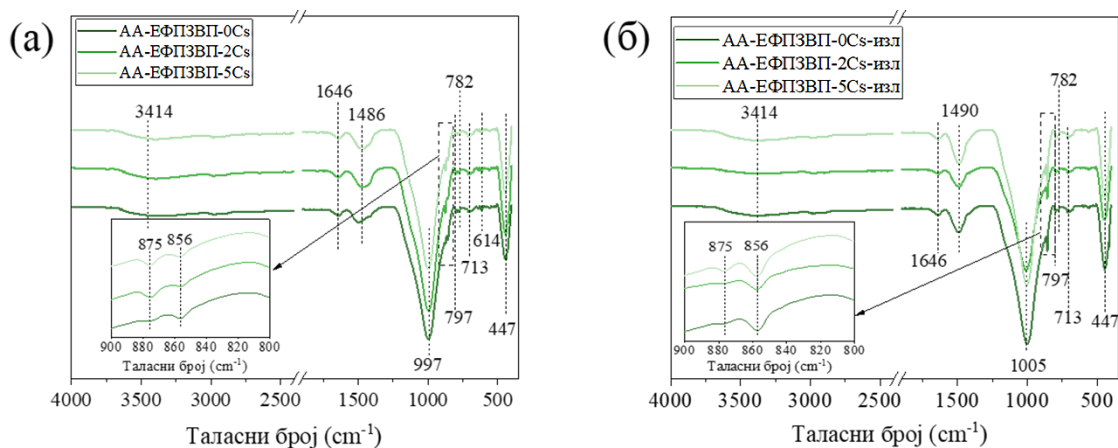 (а)
АА-ЕФПЗВП-0Cs
АА-ЕФПЗВП-2Cs
АА-ЕФПЗВП-5Cs
3414
1646
1486
782
875
856
900 880 860 840 820 800
Таласни број (cm-1)
614
713
797
447
997
4000 3500 3000 2500 1500 1000 500
Таласни број (cm-1)
(б)
АА-ЕФПЗВП-0Cs-изл
АА-ЕФПЗВП-2Cs-изл
АА-ЕФПЗВП-5Cs-изл
3414
1490
782
1646
875
856
900 880 860 840 820 800
Таласни број (cm-1)
797
713
447
1005
4000 3500 3000 2500 1500 1000 500
Таласни број (cm-1)